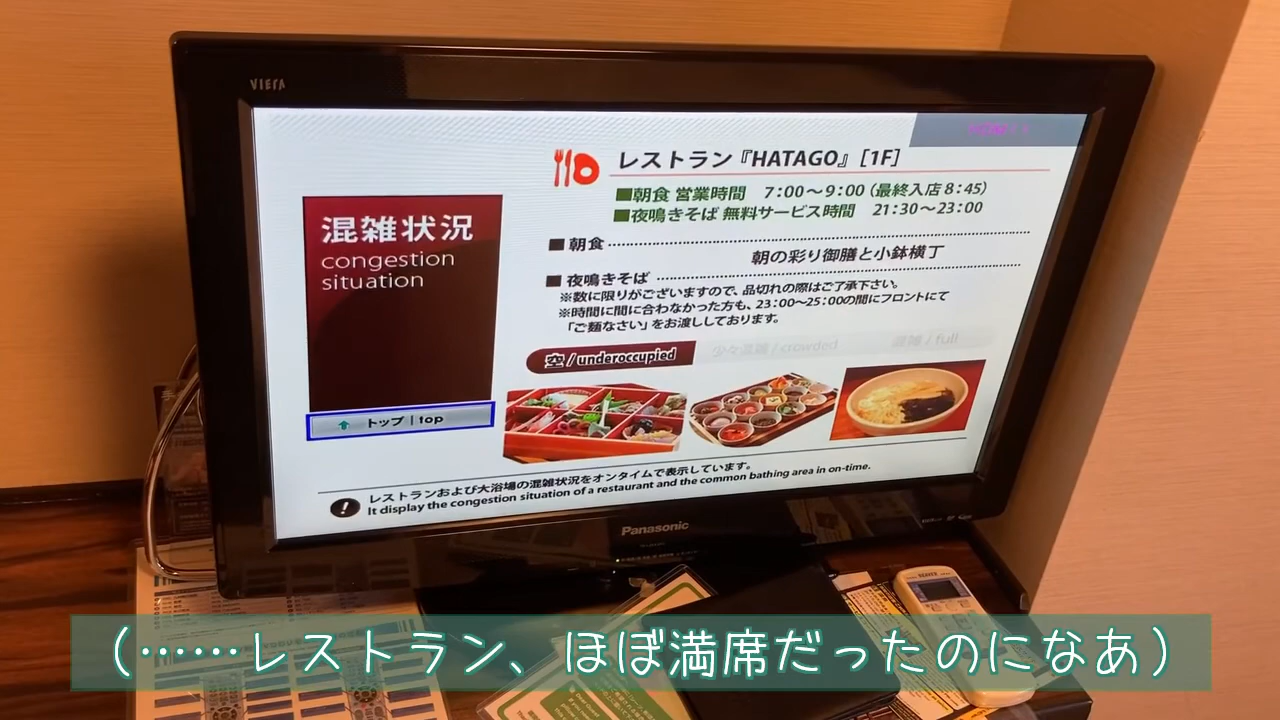 VIERA
レストラン『HATAGO』[1F]
■朝食 営業時間 7:00〜9:00(最終入店8:45)
■夜鳴きそば 無料サービス時間 21:30〜23:00
混雑状況
congestion
situation
■朝食
朝の彩り御膳と小鉢横丁
■夜鳴きそば
※数に限りがございますので、品切れの際はご了承下さい。
※時間に間に合わなかった方も、23:00〜25:00の間にフロントにて
「ご麺なさい」をお渡ししております。
空/underoccupied
少々混雑/crowded
混雑/full
トップ|top
レストランおよび大浴場の混雑状況をオンタイムで表示しています。
It display the congestion situation of a restaurant and the common bathing area in on-time.
Panasonic
(……レストラン、ほぼ満席だったのになあ)